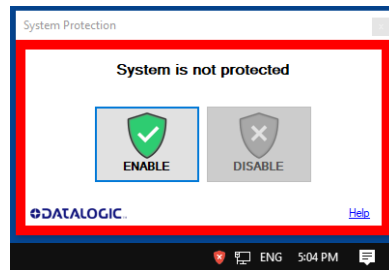 System Protection
System is not protected
ENABLE
DISABLE
DATALOGIC
Help
ENG 5:04 PM